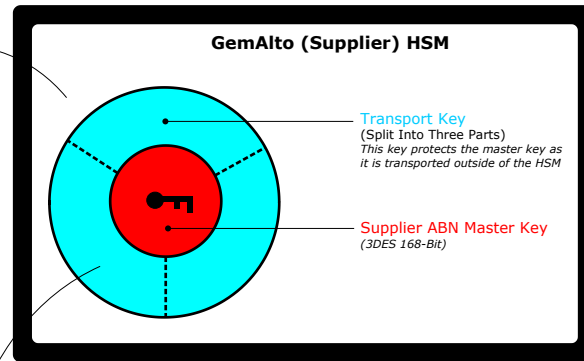 GemAlto (Supplier) HSM
Transport Key
(Split Into Three Parts)
This key protects the master key as
it is transported outside of the HSM
Supplier ABN Master Key
(3DES 168-Bit)